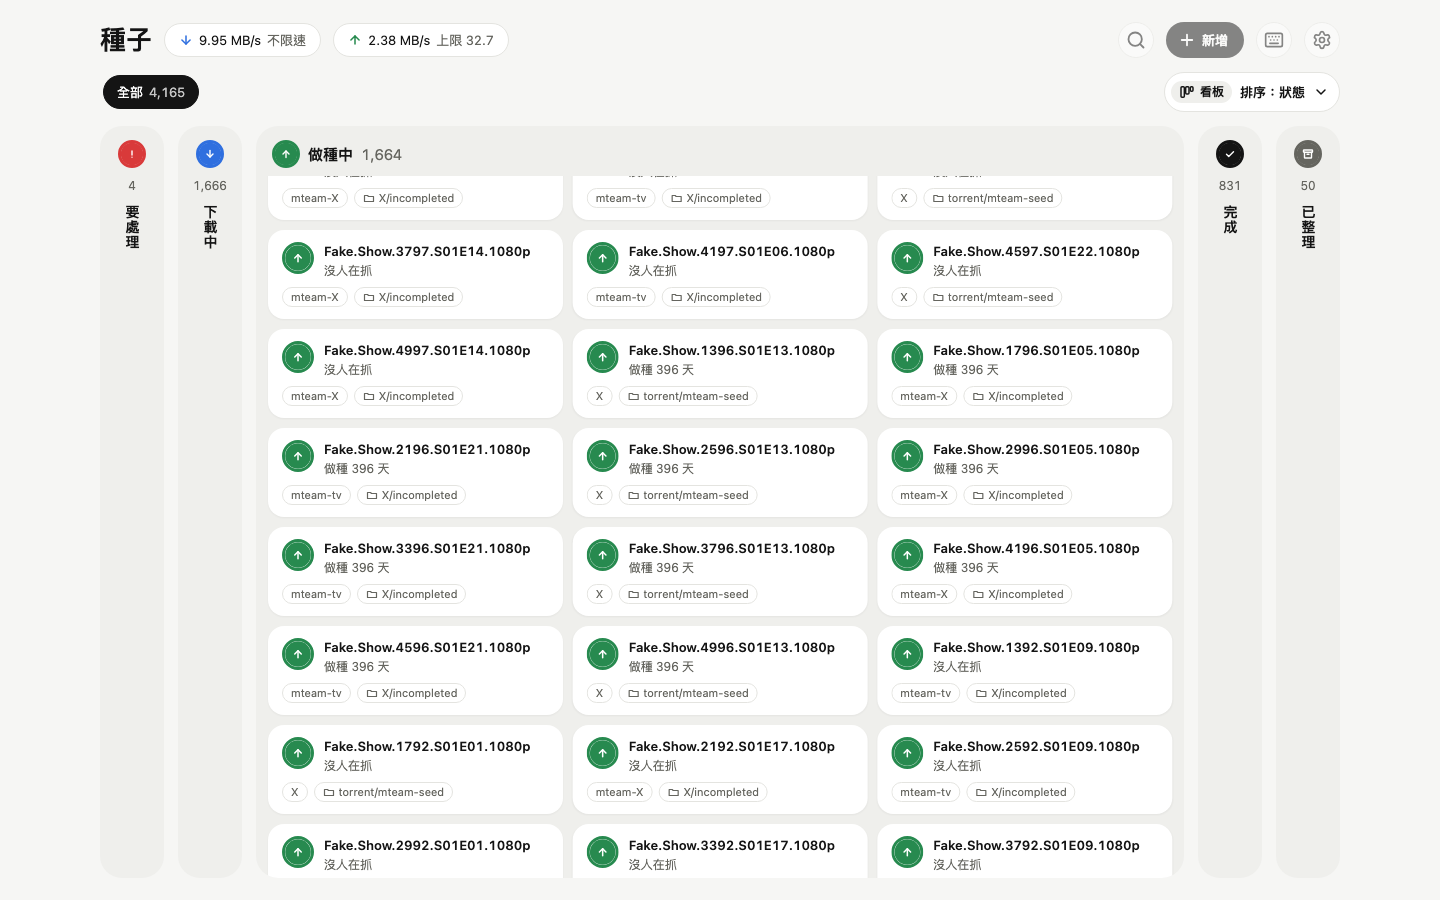 種子
9.95 MB/s 不限速
2.38 MB/s 上限 32.7
新增
全部 4,165
看板
排序：狀態
4
要處理
1,666
下載中
做種中 1,664
mteam-X X/incompleted
mteam-tv X/incompleted
X torrent/mteam-seed
Fake.Show.3797.S01E14.1080p
沒人在抓
mteam-X X/incompleted
Fake.Show.4197.S01E06.1080p
沒人在抓
mteam-tv X/incompleted
Fake.Show.4597.S01E22.1080p
沒人在抓
X torrent/mteam-seed
Fake.Show.4997.S01E14.1080p
沒人在抓
mteam-X X/incompleted
Fake.Show.1396.S01E13.1080p
做種 396 天
X torrent/mteam-seed
Fake.Show.1796.S01E05.1080p
做種 396 天
mteam-X X/incompleted
Fake.Show.2196.S01E21.1080p
做種 396 天
mteam-tv X/incompleted
Fake.Show.2596.S01E13.1080p
做種 396 天
X torrent/mteam-seed
Fake.Show.2996.S01E05.1080p
做種 396 天
mteam-X X/incompleted
Fake.Show.3396.S01E21.1080p
做種 396 天
mteam-tv X/incompleted
Fake.Show.3796.S01E13.1080p
做種 396 天
X torrent/mteam-seed
Fake.Show.4196.S01E05.1080p
做種 396 天
mteam-X X/incompleted
Fake.Show.4596.S01E21.1080p
做種 396 天
mteam-tv X/incompleted
Fake.Show.4996.S01E13.1080p
做種 396 天
X torrent/mteam-seed
Fake.Show.1392.S01E09.1080p
沒人在抓
mteam-tv X/incompleted
Fake.Show.1792.S01E01.1080p
沒人在抓
X torrent/mteam-seed
Fake.Show.2192.S01E17.1080p
沒人在抓
mteam-X X/incompleted
Fake.Show.2592.S01E09.1080p
沒人在抓
mteam-tv X/incompleted
Fake.Show.2992.S01E01.1080p
沒人在抓
Fake.Show.3392.S01E17.1080p
沒人在抓
Fake.Show.3792.S01E09.1080p
沒人在抓
831
完成
50
已整理